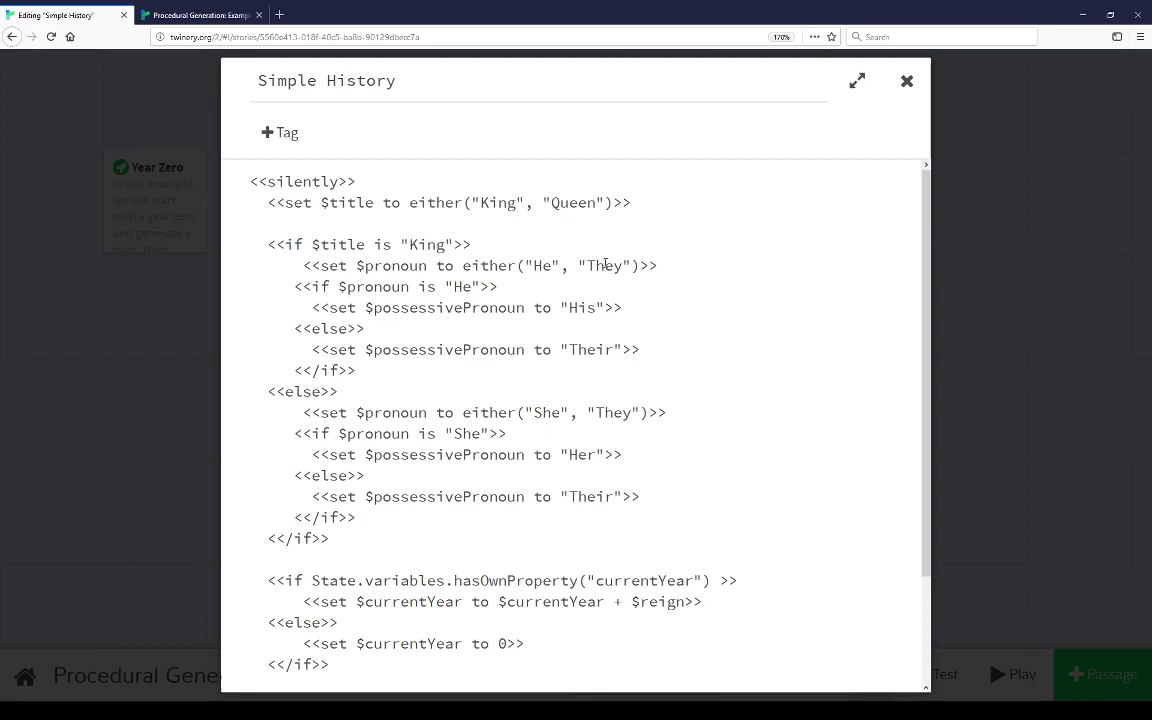 Editing "Simple History"
Procedural Generation: Examp
twinery.org/2/#!/stories/5560e413-018f-40c5-ba8b-90129dbecc7a
170%
Search
Simple History
Tag
<<silently>>
<<set $title to either("King", "Queen")>>
<<if $title is "King">>
<<set $pronoun to either("He", "They")>>
<<if $pronoun is "He">>
<<set $possessivePronoun to "His">>
<<else>>
<<set $possessivePronoun to "Their">>
<</if>>
<<else>>
<<set $pronoun to either("She", "They")>>
<<if $pronoun is "She">>
<<set $possessivePronoun to "Her">>
<<else>>
<<set $possessivePronoun to "Their">>
<</if>>
<</if>>
<<if State.variables.hasOwnProperty("currentYear") >>
<<set $currentYear to $currentYear + $reign>>
<<else>>
<<set $currentYear to 0>>
<</if>>
Year Zero
In this example,
we will start
with a year zero
and generate a
ruler, their
Procedural Gene
Test
Play
Passage